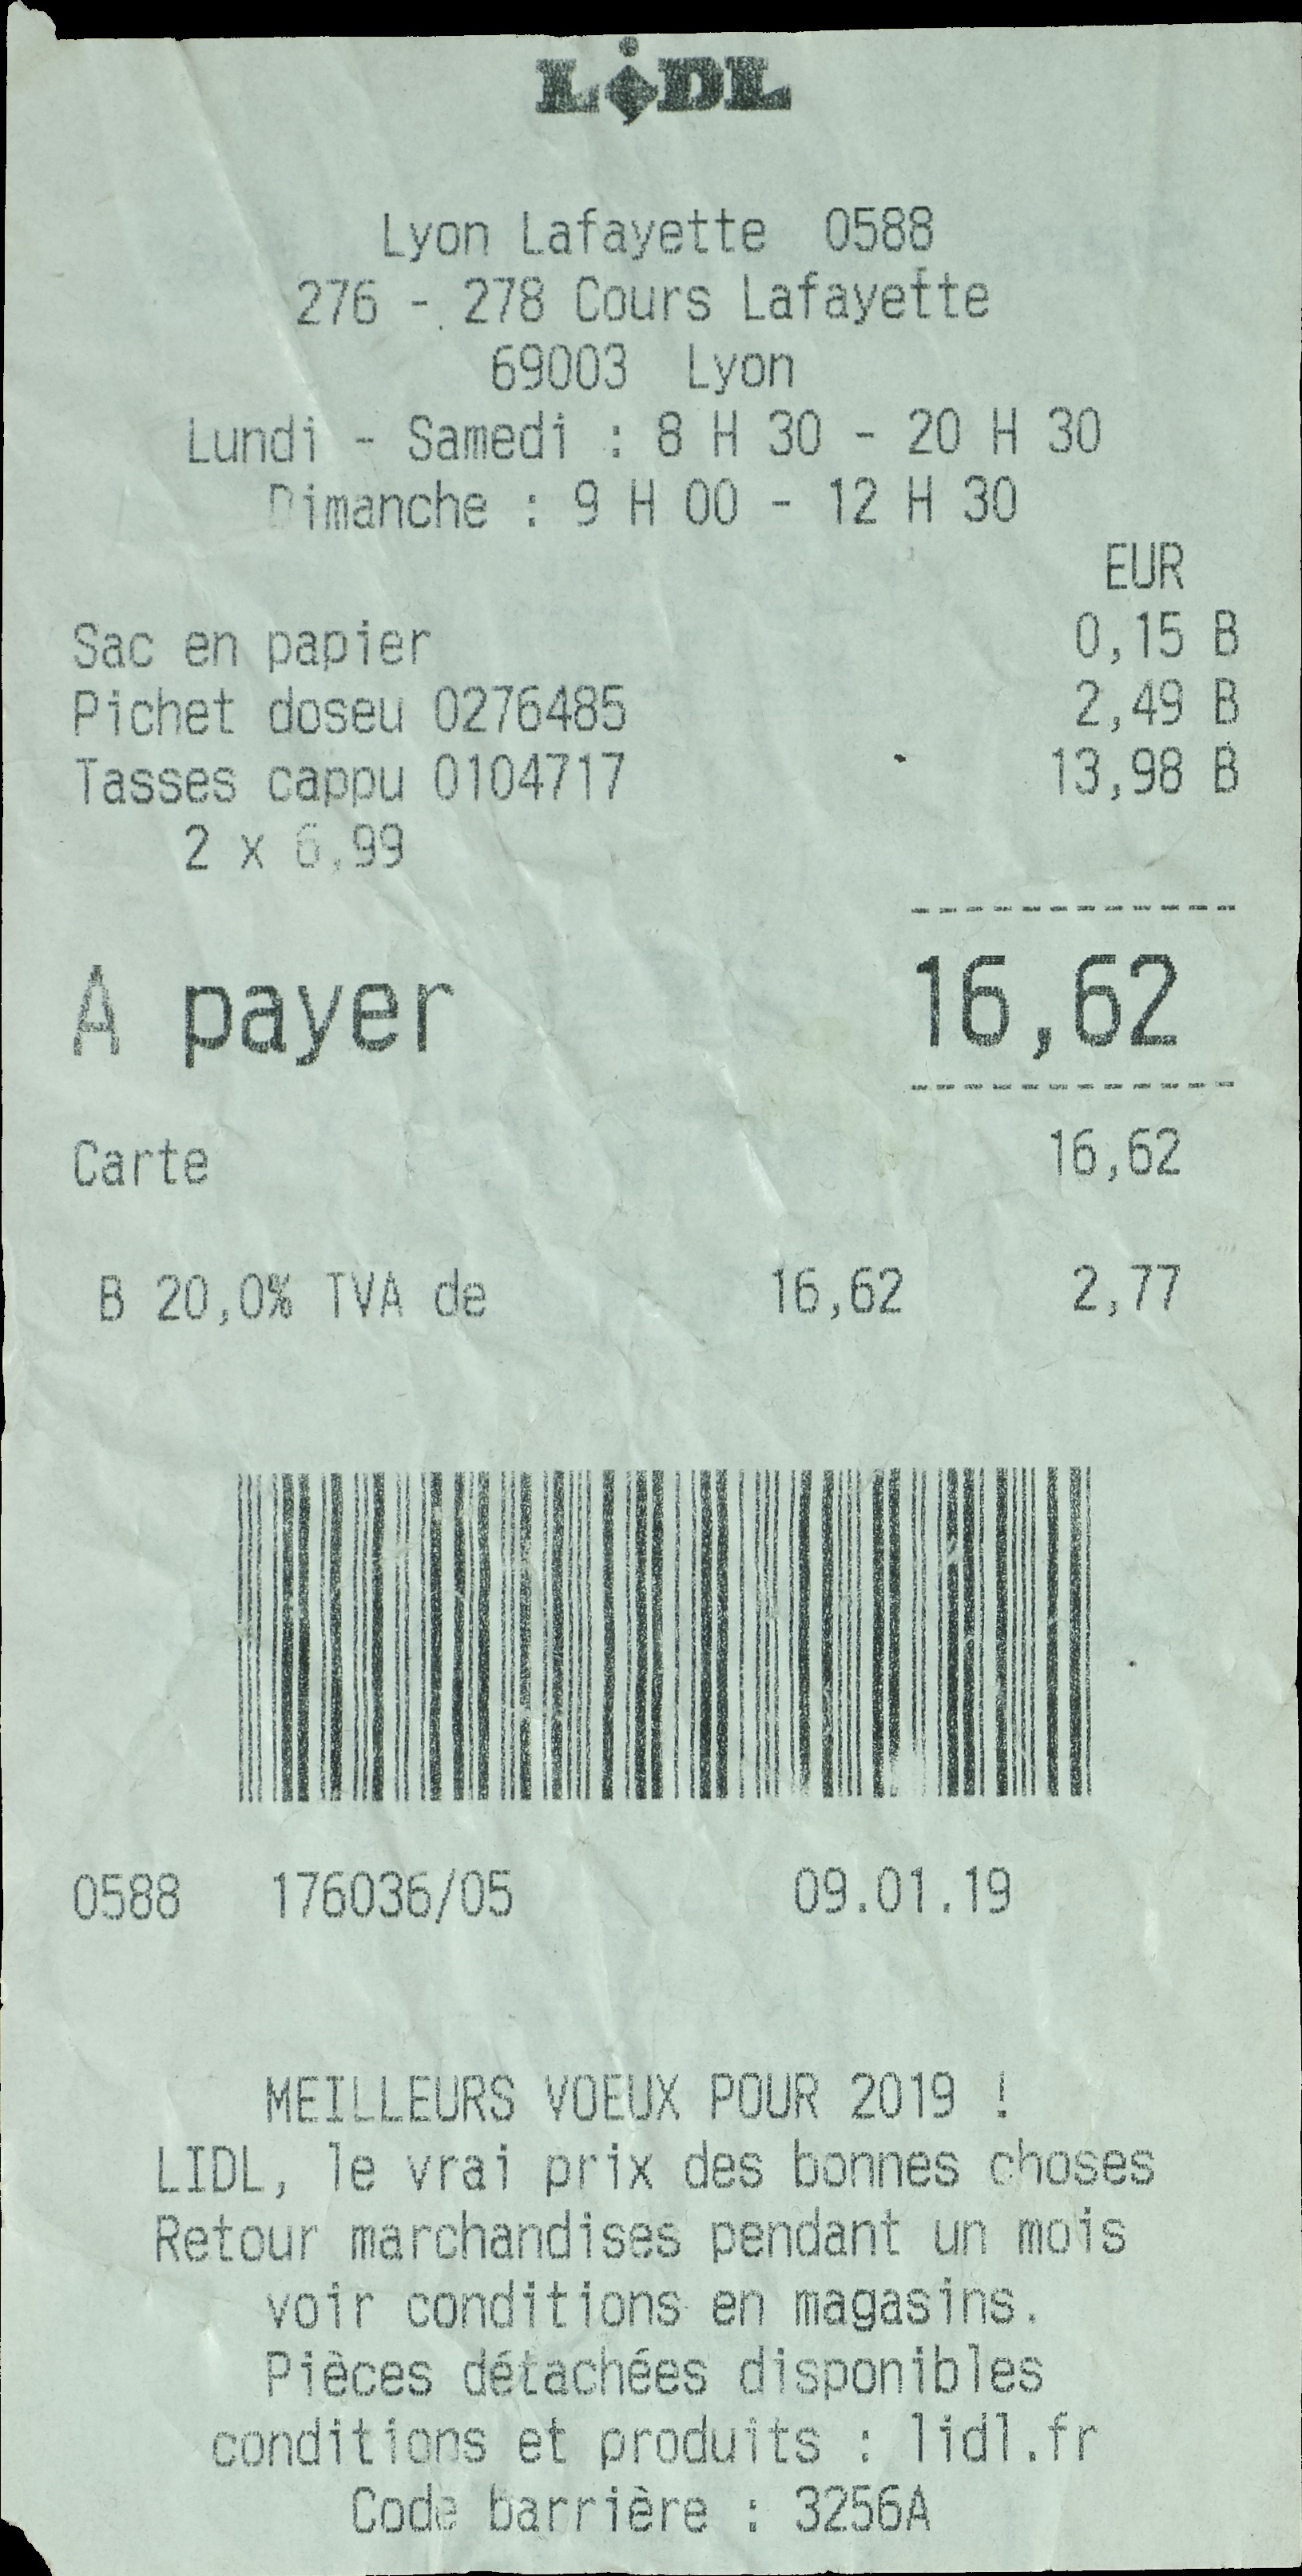 LIDL
Lyon Lafayette 0588
276 - 278 Cours Lafayette
69003 Lyon
Lundi - Samedi : 8 H 30 - 20 H 30
Dimanche : 9 H 00 - 12 H 30
EUR
Sac en papier 0,15 B
Pichet doseu 0276485 2,49 B
Tasses cappu 0104717 13,98 B
2 x 6,99
A payer 16,62
Carte 16,62
B 20,0% TVA de 16,62 2,77
0588 176036/05 09.01.19
MEILLEURS VOEUX POUR 2019 !
LIDL, le vrai prix des bonnes choses
Retour marchandises pendant un mois
voir conditions en magasins.
Pièces détachées disponibles
conditions et produits : lidl.fr
Code barrière : 3256A